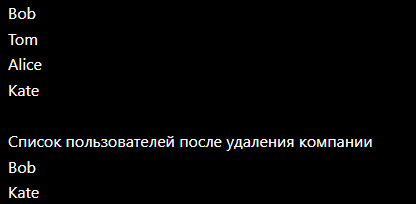 Bob
Tom
Alice
Kate
Список пользователей после удаления компании
Bob
Kate